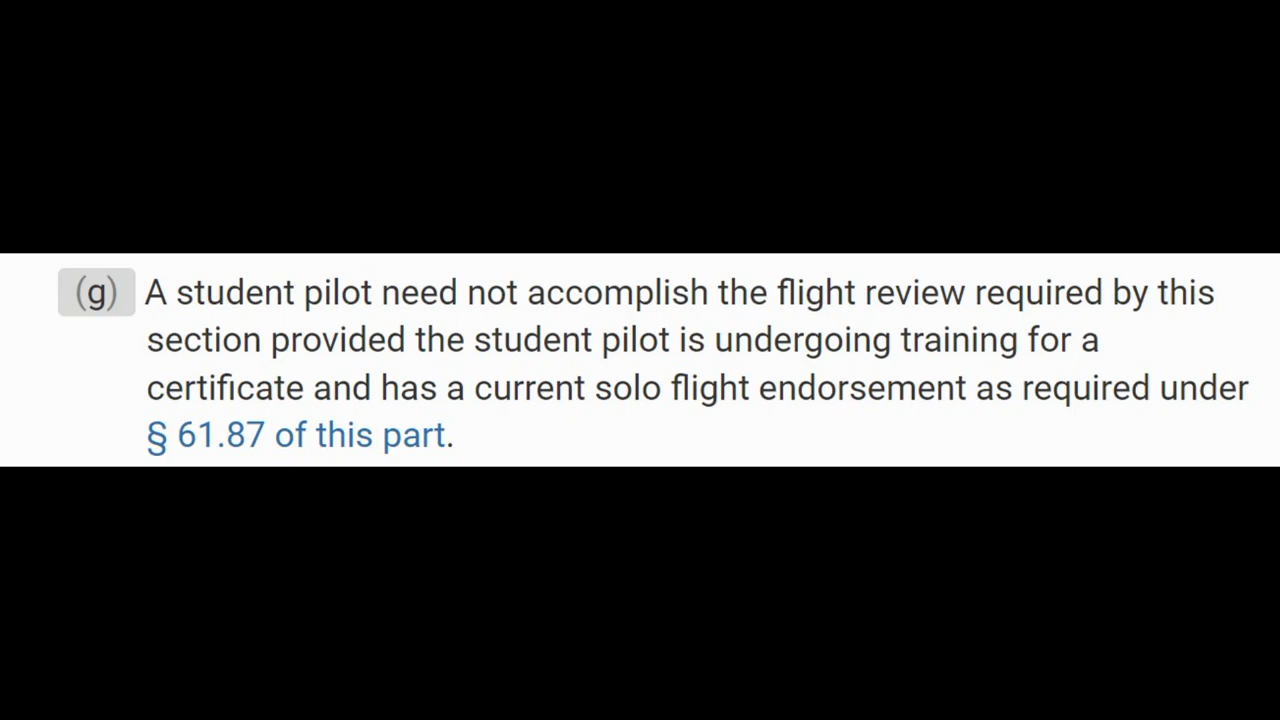 (g) A student pilot need not accomplish the flight review required by this
section provided the student pilot is undergoing training for a
certificate and has a current solo flight endorsement as required under
§ 61.87 of this part.